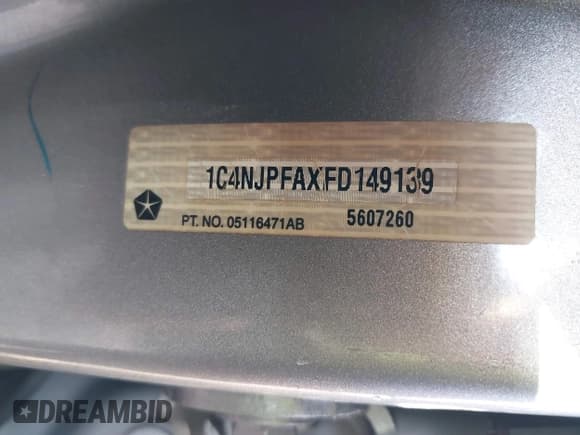 1C4NJPFAXFD149139
PT. NO. 05116471AB 5607260
DREAMBID